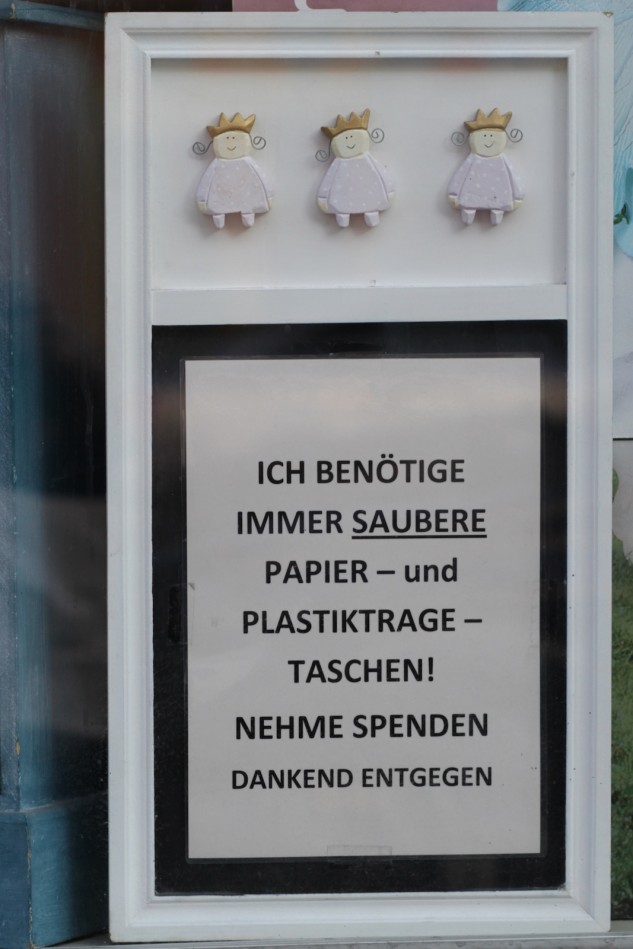 ICH BENÖTIGE
IMMER SAUBERE
PAPIER – und
PLASTIKTRAGE –
TASCHEN!
NEHME SPENDEN
DANKEND ENTGEGEN